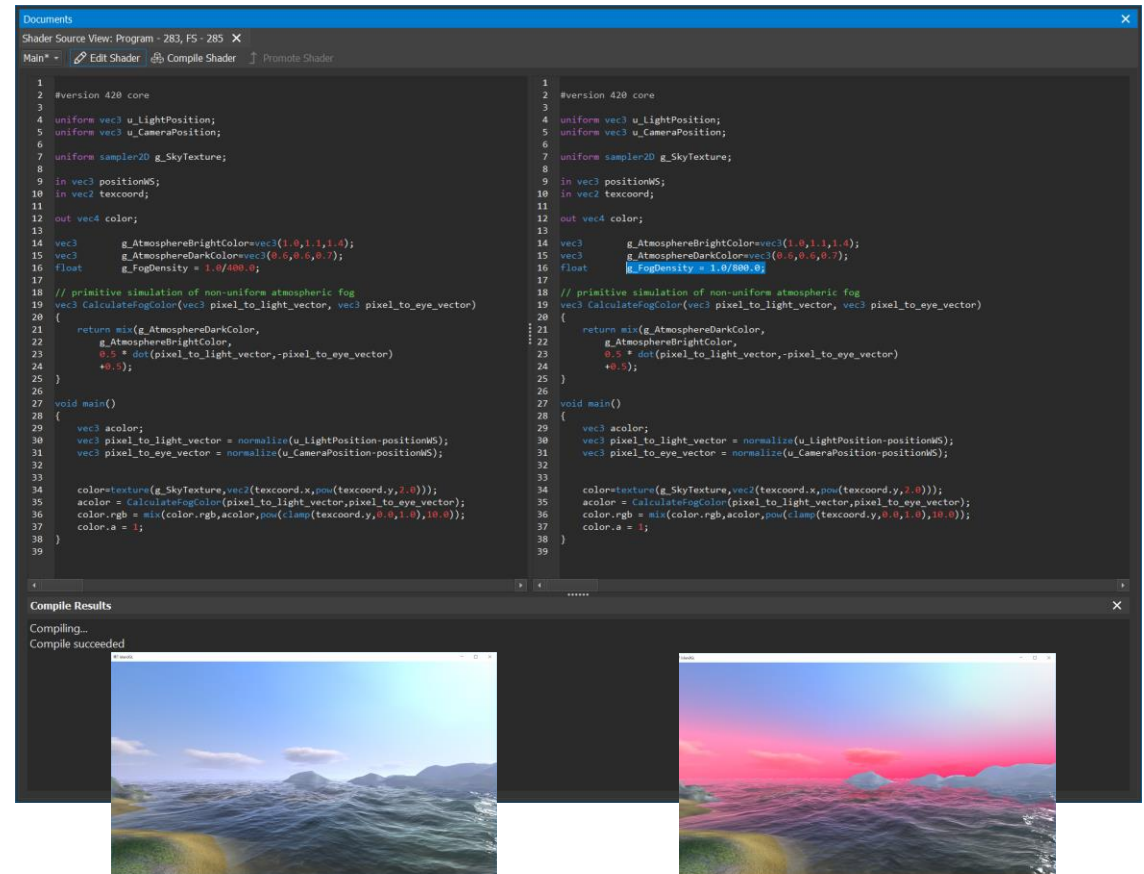 Documents
Shader Source View: Program - 283, FS - 285
Main* Edit Shader Compile Shader Promote Shader
1
2 #version 420 core
3
4 uniform vec3 u_LightPosition;
5 uniform vec3 u_CameraPosition;
6
7 uniform sampler2D g_SkyTexture;
8
9 in vec3 positionWS;
10 in vec2 texcoord;
11
12 out vec4 color;
13
14 vec3 g_AtmosphereBrightColor=vec3(1.0,1.1,1.4);
15 vec3 g_AtmosphereDarkColor=vec3(0.6,0.6,0.7);
16 float g_FogDensity = 1.0/400.0;
17
18 // primitive simulation of non-uniform atmospheric fog
19 vec3 CalculateFogColor(vec3 pixel_to_light_vector, vec3 pixel_to_eye_vector)
20 {
21 return mix(g_AtmosphereDarkColor,
22 g_AtmosphereBrightColor,
23 0.5 * dot(pixel_to_light_vector,-pixel_to_eye_vector)
24 +0.5);
25 }
26
27 void main()
28 {
29 vec3 acolor;
30 vec3 pixel_to_light_vector = normalize(u_LightPosition-positionWS);
31 vec3 pixel_to_eye_vector = normalize(u_CameraPosition-positionWS);
32
33
34 color=texture(g_SkyTexture,vec2(texcoord.x,pow(texcoord.y,2.0)));
35 acolor = CalculateFogColor(pixel_to_light_vector,pixel_to_eye_vector);
36 color.rgb = mix(color.rgb,acolor,pow(clamp(texcoord.y,0.0,1.0),10.0));
37 color.a = 1;
38 }
39
1
2 #version 420 core
3
4 uniform vec3 u_LightPosition;
5 uniform vec3 u_CameraPosition;
6
7 uniform sampler2D g_SkyTexture;
8
9 in vec3 positionWS;
10 in vec2 texcoord;
11
12 out vec4 color;
13
14 vec3 g_AtmosphereBrightColor=vec3(1.0,1.1,1.4);
15 vec3 g_AtmosphereDarkColor=vec3(0.6,0.6,0.7);
16 float g_FogDensity = 1.0/800.0;
17
18 // primitive simulation of non-uniform atmospheric fog
19 vec3 CalculateFogColor(vec3 pixel_to_light_vector, vec3 pixel_to_eye_vector)
20 {
21 return mix(g_AtmosphereDarkColor,
22 g_AtmosphereBrightColor,
23 0.5 * dot(pixel_to_light_vector,-pixel_to_eye_vector)
24 +0.5);
25 }
26
27 void main()
28 {
29 vec3 acolor;
30 vec3 pixel_to_light_vector = normalize(u_LightPosition-positionWS);
31 vec3 pixel_to_eye_vector = normalize(u_CameraPosition-positionWS);
32
33
34 color=texture(g_SkyTexture,vec2(texcoord.x,pow(texcoord.y,2.0)));
35 acolor = CalculateFogColor(pixel_to_light_vector,pixel_to_eye_vector);
36 color.rgb = mix(color.rgb,acolor,pow(clamp(texcoord.y,0.0,1.0),10.0));
37 color.a = 1;
38 }
39
Compile Results
Compiling...
Compile succeeded